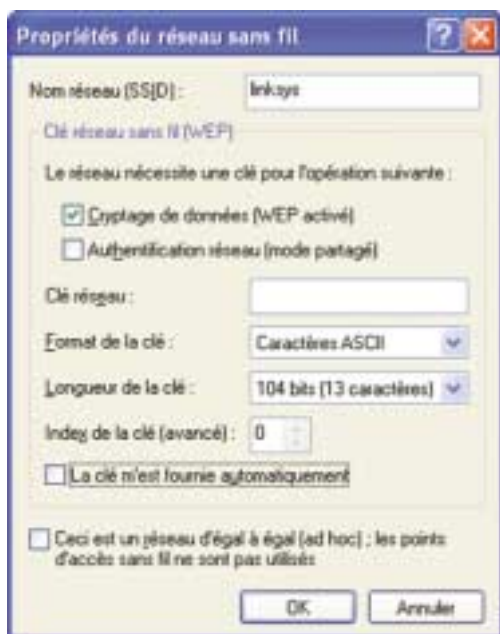 Propriétés du réseau sans fil
Nom réseau (SSID) : linksys
Clé réseau sans fil (WEP)
Le réseau nécessite une clé pour l'opération suivante :
Cryptage de données (WEP activé)
Authentification réseau (mode partagé)
Clé réseau :
Format de la clé : Caractères ASCII
Longueur de la clé : 104 bits (13 caractères)
Index de la clé (avancé) : 0
La clé m'est fournie automatiquement
Ceci est un réseau d'égal à égal (ad hoc) ; les points
d'accès sans fil ne sont pas utilisés
OK Annuler